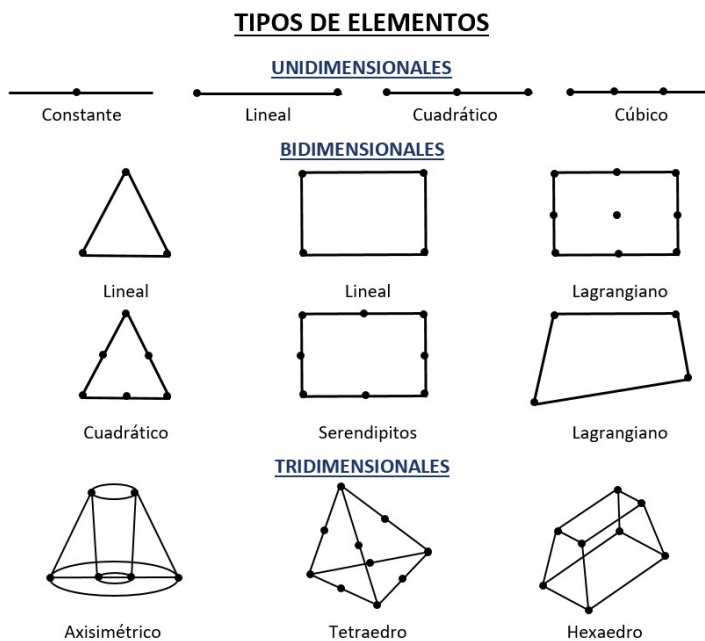 TIPOS DE ELEMENTOS
UNIDIMENSIONALES
Constante
Lineal
Cuadrático
Cúbico
BIDIMENSIONALES
Lineal
Lineal
Lagrangiano
Cuadrático
Serendipitos
Lagrangiano
TRIDIMENSIONALES
Axisimétrico
Tetraedro
Hexaedro